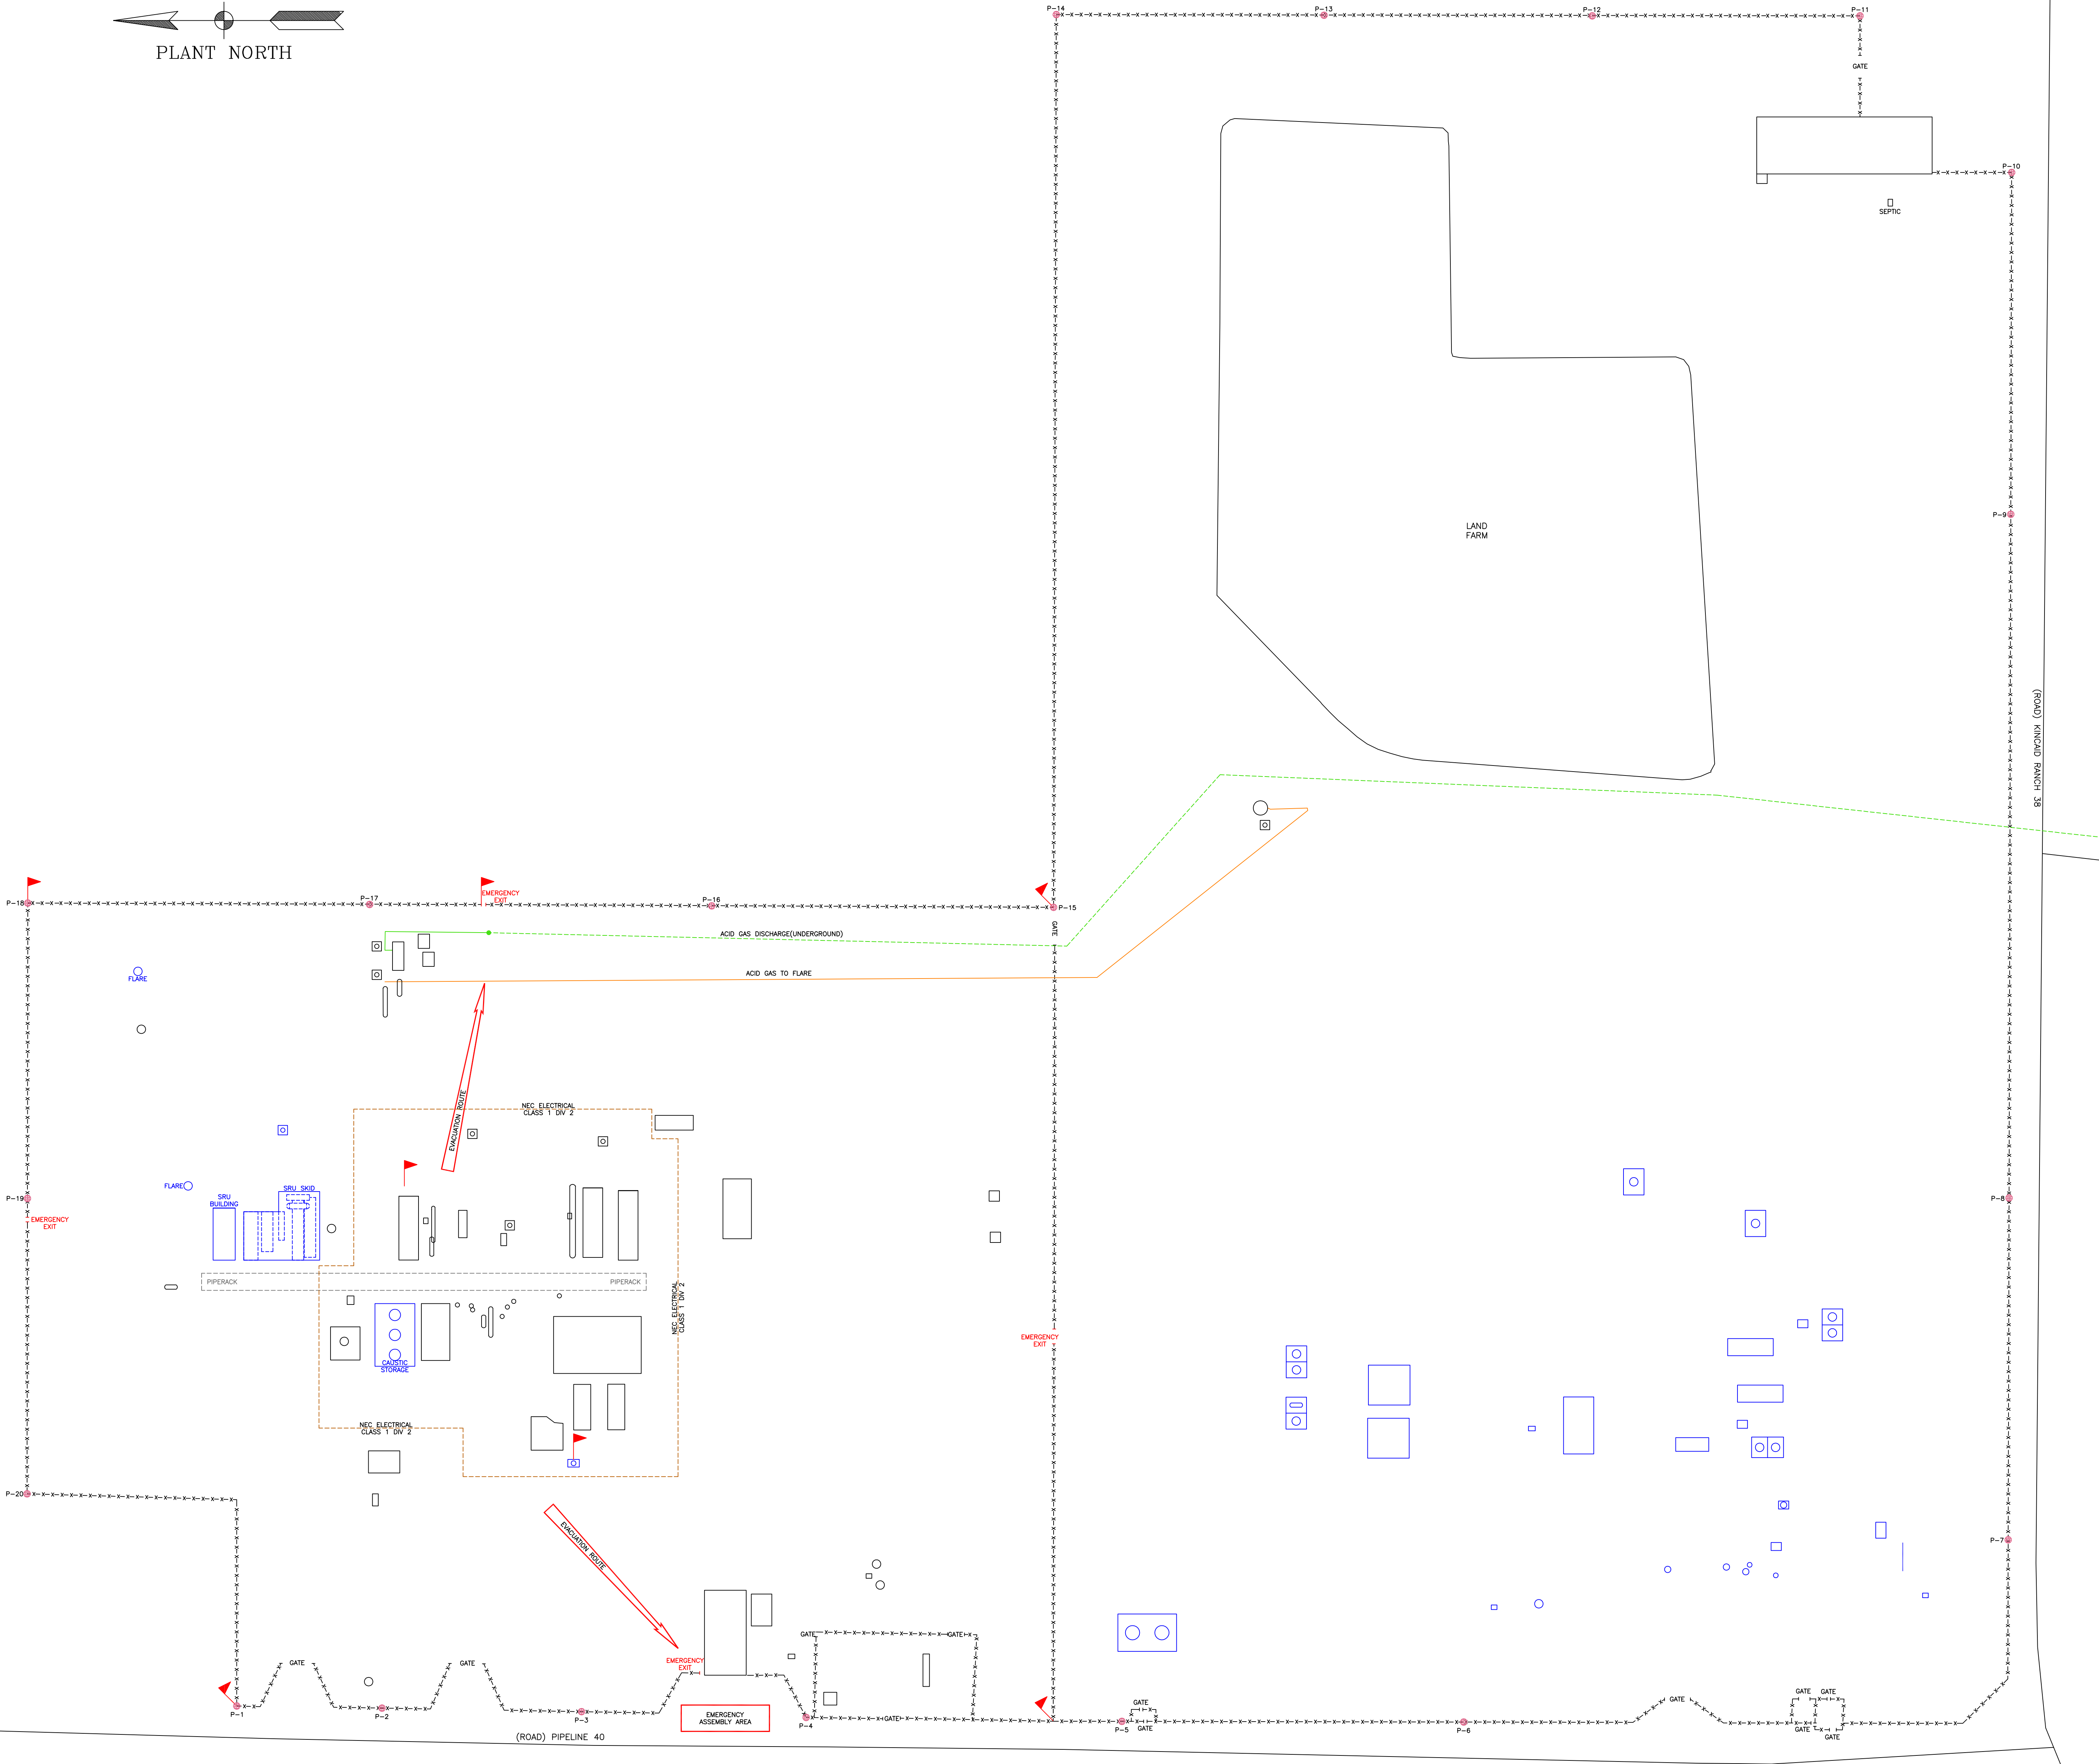 PLANT NORTH
P-14
P-13
P-12
P-11
GATE
P-10
SEPTIC
P-9
LAND
FARM
(ROAD) KINCAID RANCH 38
P-18
P-17
EMERGENCY
EXIT
P-16
P-15
GATE
ACID GAS DISCHARGE(UNDERGROUND)
ACID GAS TO FLARE
FLARE
EVACUATION ROUTE
NEC ELECTRICAL
CLASS 1 DIV 2
FLARE
SRU
BUILDING
SRU SKID
P-19
EMERGENCY
EXIT
P-8
PIPERACK
PIPERACK
NEC ELECTRICAL
CLASS 1 DIV 2
EMERGENCY
EXIT
CAUSTIC
STORAGE
NEC ELECTRICAL
CLASS 1 DIV 2
P-20
EVACUATION ROUTE
P-7
GATE
GATE
EMERGENCY
EXIT
GATE
GATE
P-1
P-2
P-3
EMERGENCY
ASSEMBLY AREA
P-4
GATE
P-5
GATE
GATE
P-6
GATE
GATE
GATE
GATE
GATE
(ROAD) PIPELINE 40